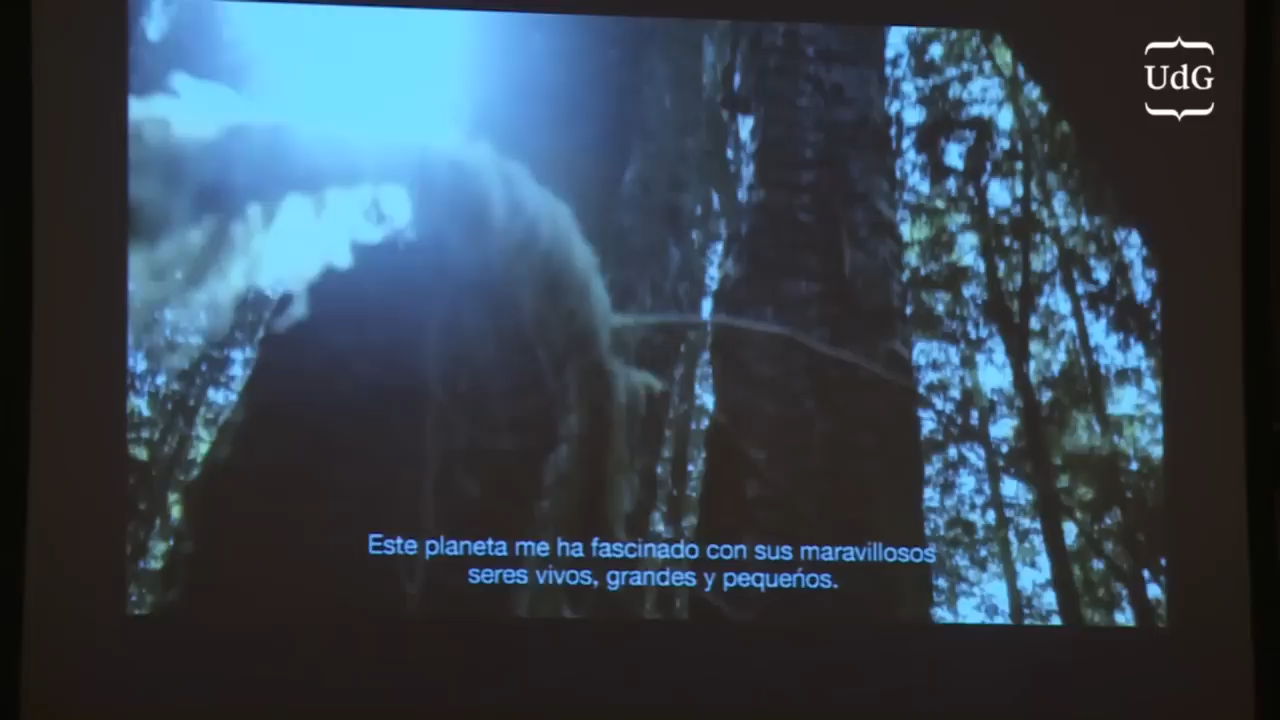 UdG
Este planeta me ha fascinado con sus maravillosos
seres vivos, grandes y pequeños.